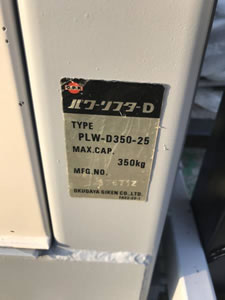 パワーリフター-D
TYPE
PLW-D350-25
MAX.CAP.
350kg
MFG.NO.
OKUDAYA GIKEN CO.,LTD.